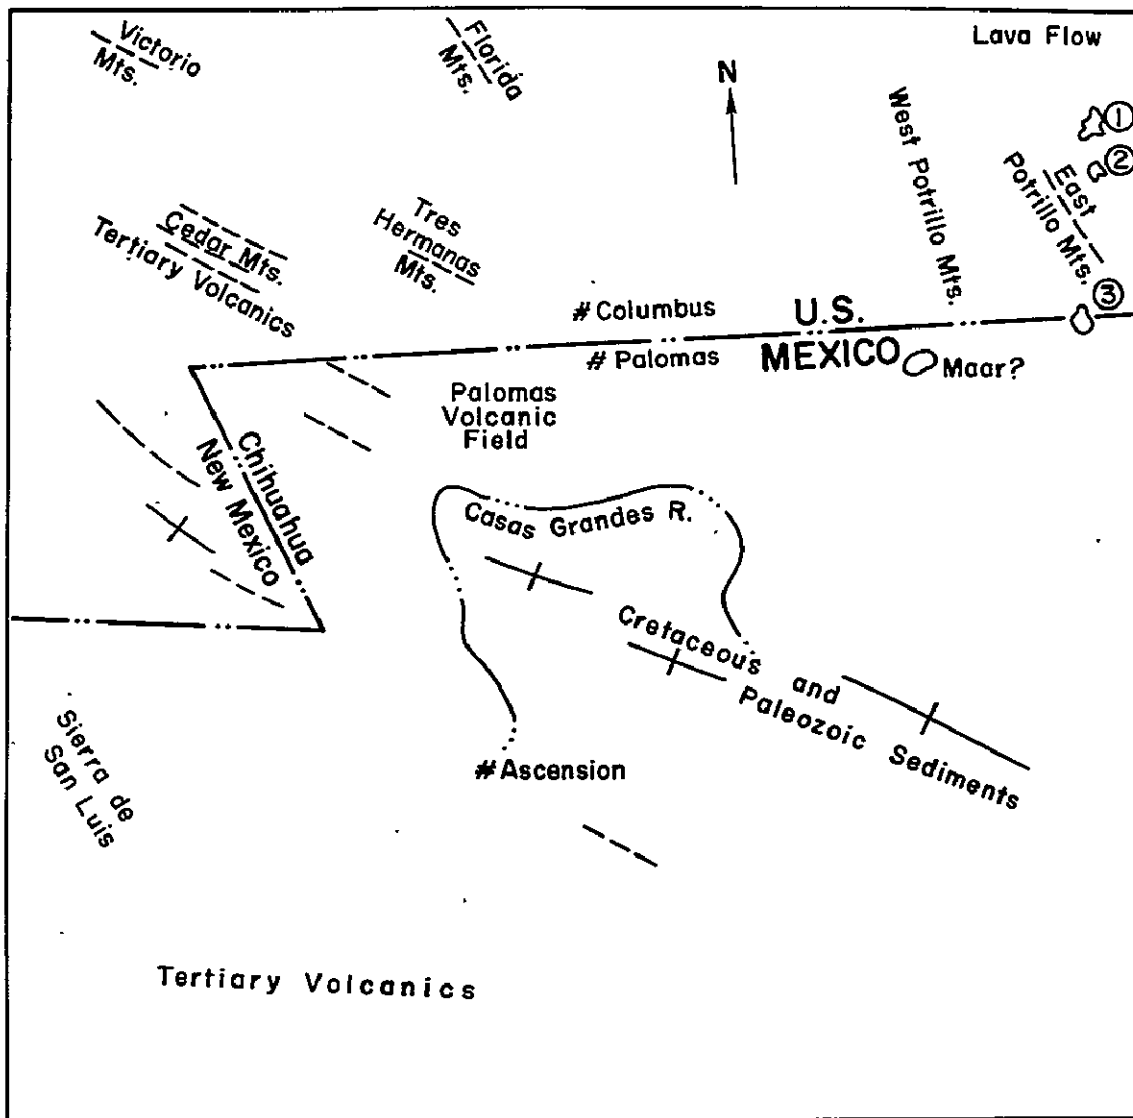 Lava Flow
Victorio
Mts.
Florida
Mts.
N
West Potrillo Mts.
1
2
East
Potrillo Mts.
3
Cedar Mts.
Tertiary Volcanics
Tres
Hermanas
Mts.
# Columbus
U.S.
# Palomas
MEXICO
Maar?
Palomas
Volcanic
Field
Chihuahua
New Mexico
Casas Grandes R.
Cretaceous and
Paleozoic Sediments
# Ascension
Sierra de
San Luis
Tertiary Volcanics